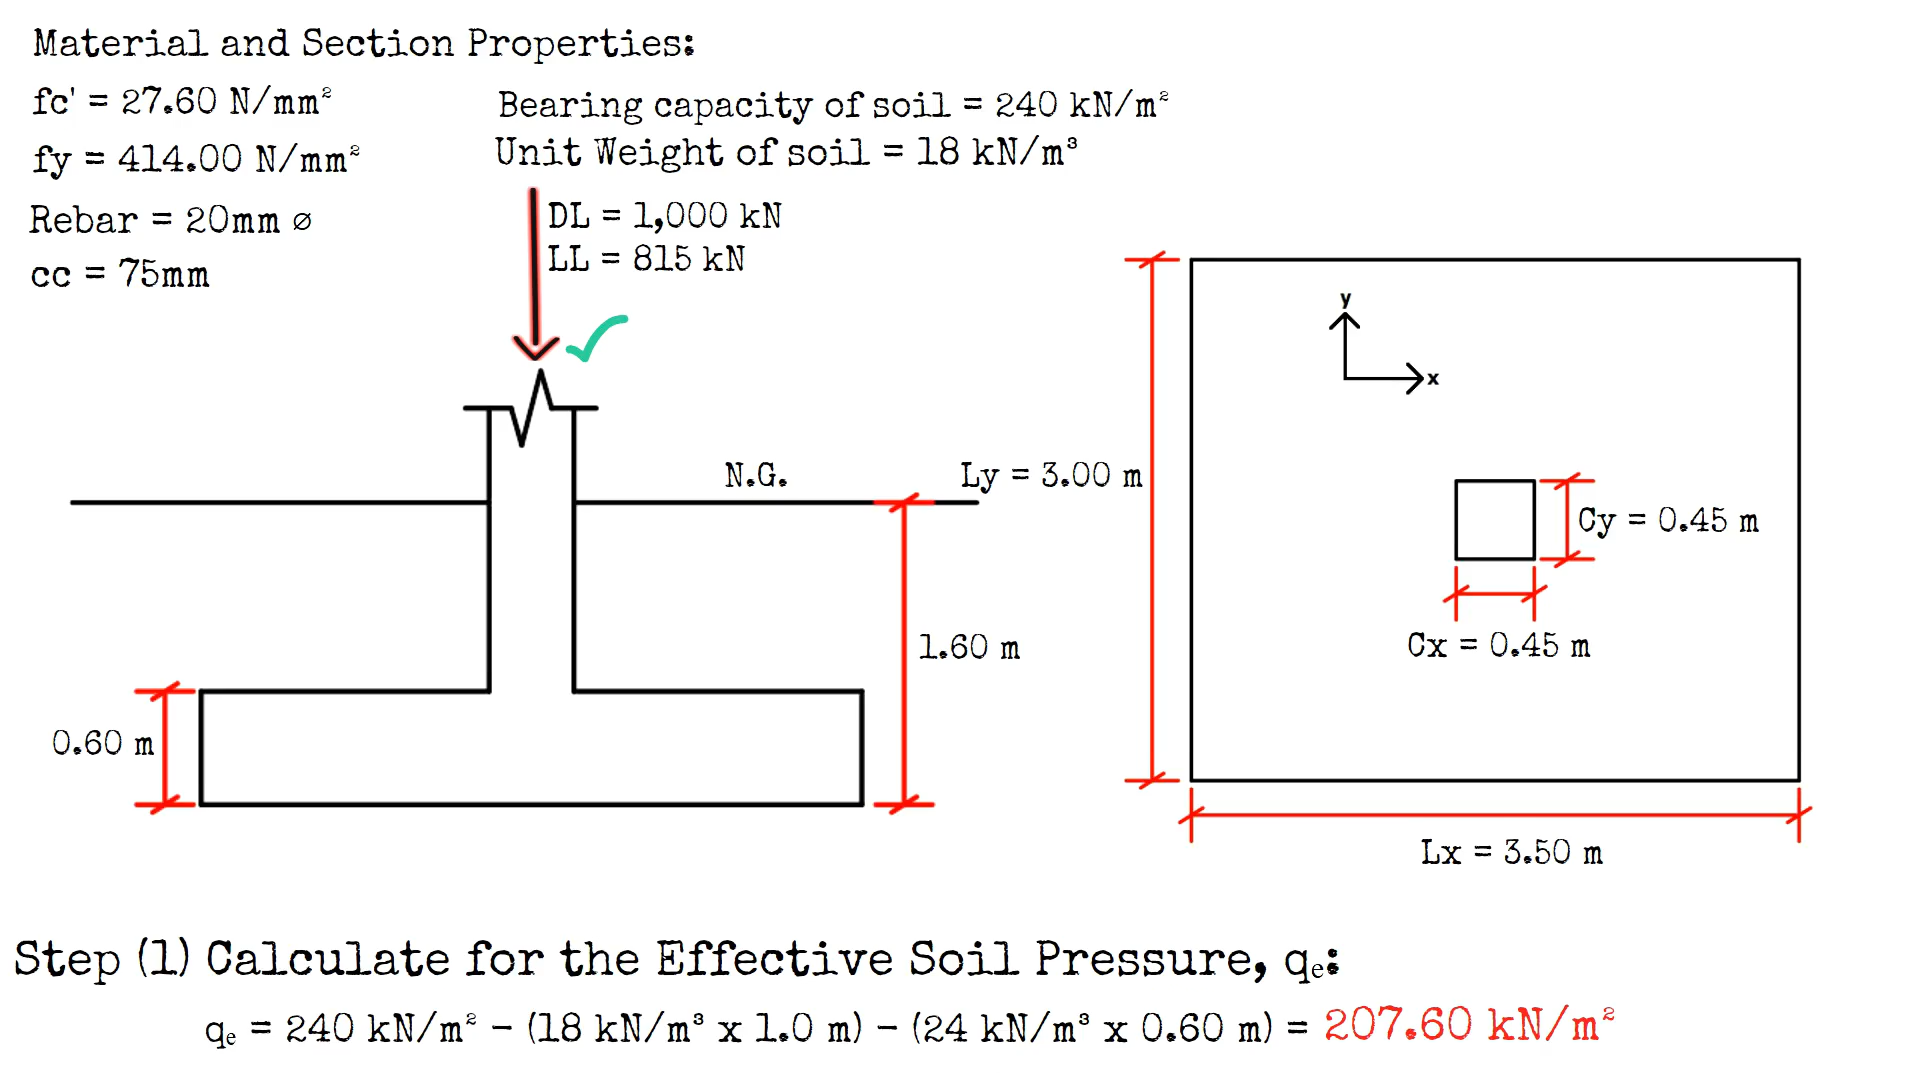 Material and Section Properties:
fc' = 27.60 N/mm²
fy = 414.00 N/mm²
Rebar = 20mm ∅
cc = 75mm
Bearing capacity of soil = 240 kN/m²
Unit Weight of soil = 18 kN/m³
DL = 1,000 kN
LL = 815 kN
N.G.
1.60 m
0.60 m
y
x
Ly = 3.00 m
Cy = 0.45 m
Cx = 0.45 m
Lx = 3.50 m
Step (1) Calculate for the Effective Soil Pressure, qₑ:
qₑ = 240 kN/m² − (18 kN/m³ x 1.0 m) − (24 kN/m³ x 0.60 m) = 207.60 kN/m²